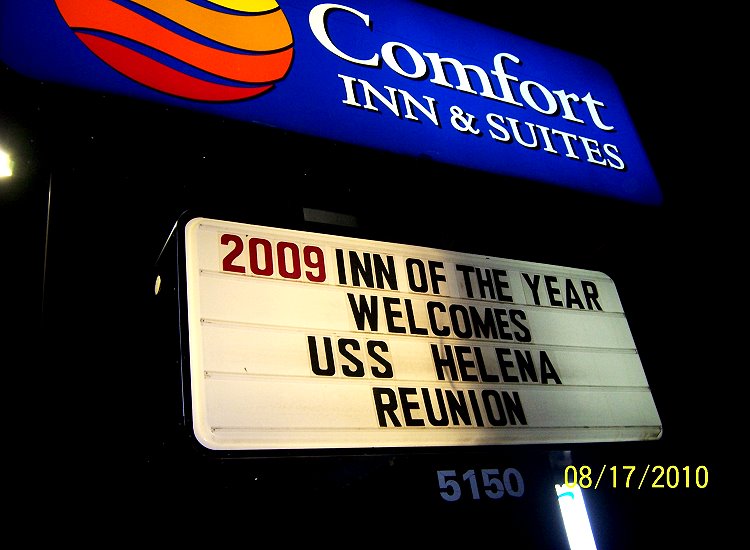 Comfort
INN & SUITES
2009 INN OF THE YEAR
WELCOMES
USS HELENA
REUNION
5150
08/17/2010